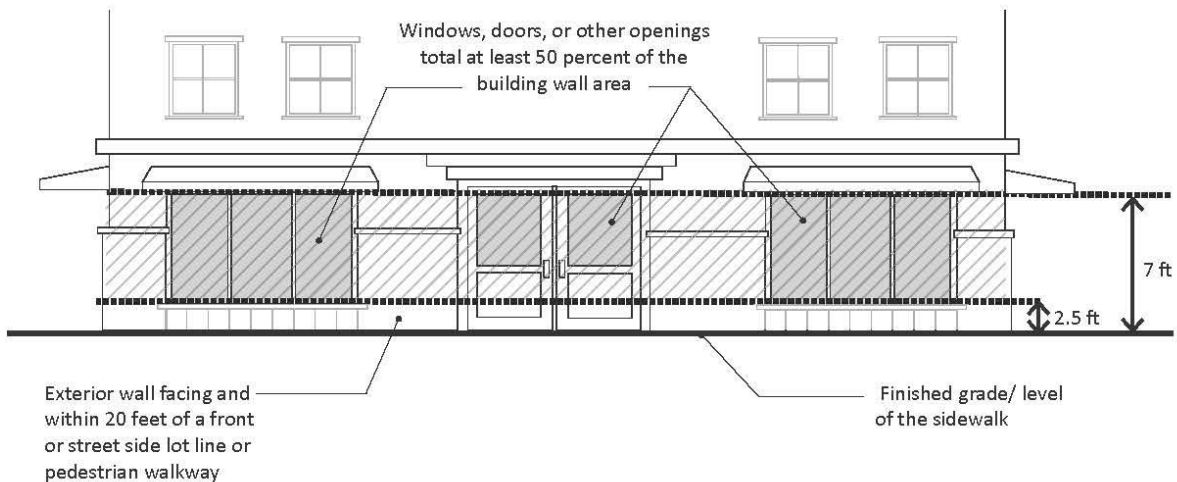 Windows, doors, or other openings
total at least 50 percent of the
building wall area
7 ft
2.5 ft
Exterior wall facing and
within 20 feet of a front
or street side lot line or
pedestrian walkway
Finished grade/ level
of the sidewalk